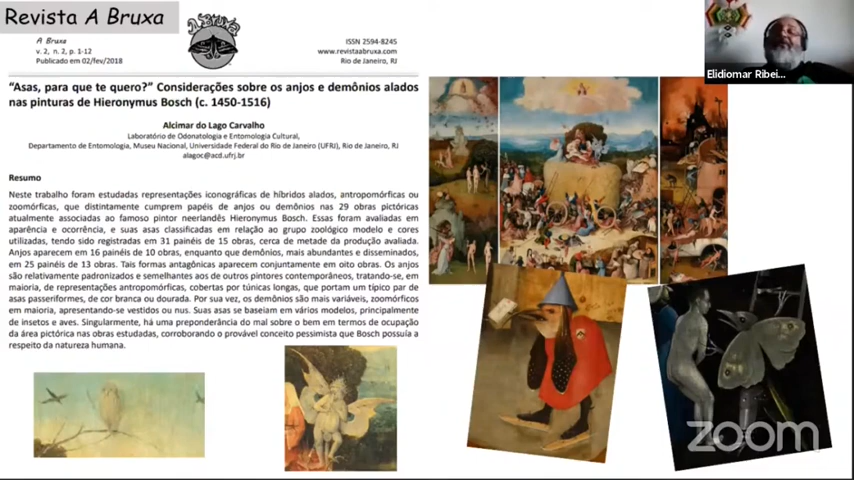 Revista A Bruxa
A Bruxa
v. 2, n. 2, p. 1-12
Publicado em 02/fev/2018
A Bruxa
ISSN 2594-8245
www.revistaabruxa.com
Rio de Janeiro, RJ
“Asas, para que te quero?” Considerações sobre os anjos e demônios alados
nas pinturas de Hieronymus Bosch (c. 1450-1516)
Alcimar do Lago Carvalho
Laboratório de Odonatologia e Entomologia Cultural,
Departamento de Entomologia, Museu Nacional, Universidade Federal do Rio de Janeiro (UFRJ), Rio de Janeiro, RJ
alagoc@acd.ufrj.br
Resumo
Neste trabalho foram estudadas representações iconográficas de híbridos alados, antropomórficas ou
zoomórficas, que distintamente cumprem papéis de anjos ou demônios nas 29 obras pictóricas
atualmente associadas ao famoso pintor neerlandês Hieronymus Bosch. Essas foram avaliadas em
aparência e ocorrência, e suas asas classificadas em relação ao grupo zoológico modelo e cores
utilizadas, tendo sido registradas em 31 painéis de 15 obras, cerca de metade da produção avaliada.
Anjos aparecem em 16 painéis de 10 obras, enquanto que demônios, mais abundantes e disseminados,
em 25 painéis de 13 obras. Tais formas antagônicas aparecem conjuntamente em oito obras. Os anjos
são relativamente padronizados e semelhantes aos de outros pintores contemporâneos, tratando-se, em
maioria, de representações antropomórficas, cobertas por túnicas longas, que portam um típico par de
asas passeriformes, de cor branca ou dourada. Por sua vez, os demônios são mais variáveis, zoomórficos
em maioria, apresentando-se vestidos ou nus. Suas asas se baseiam em vários modelos, principalmente
de insetos e aves. Singularmente, há uma preponderância do mal sobre o bem em termos de ocupação
da área pictórica nas obras estudadas, corroborando o provável conceito pessimista que Bosch possuía a
respeito da natureza humana.
Elidiomar Ribei...
zoom